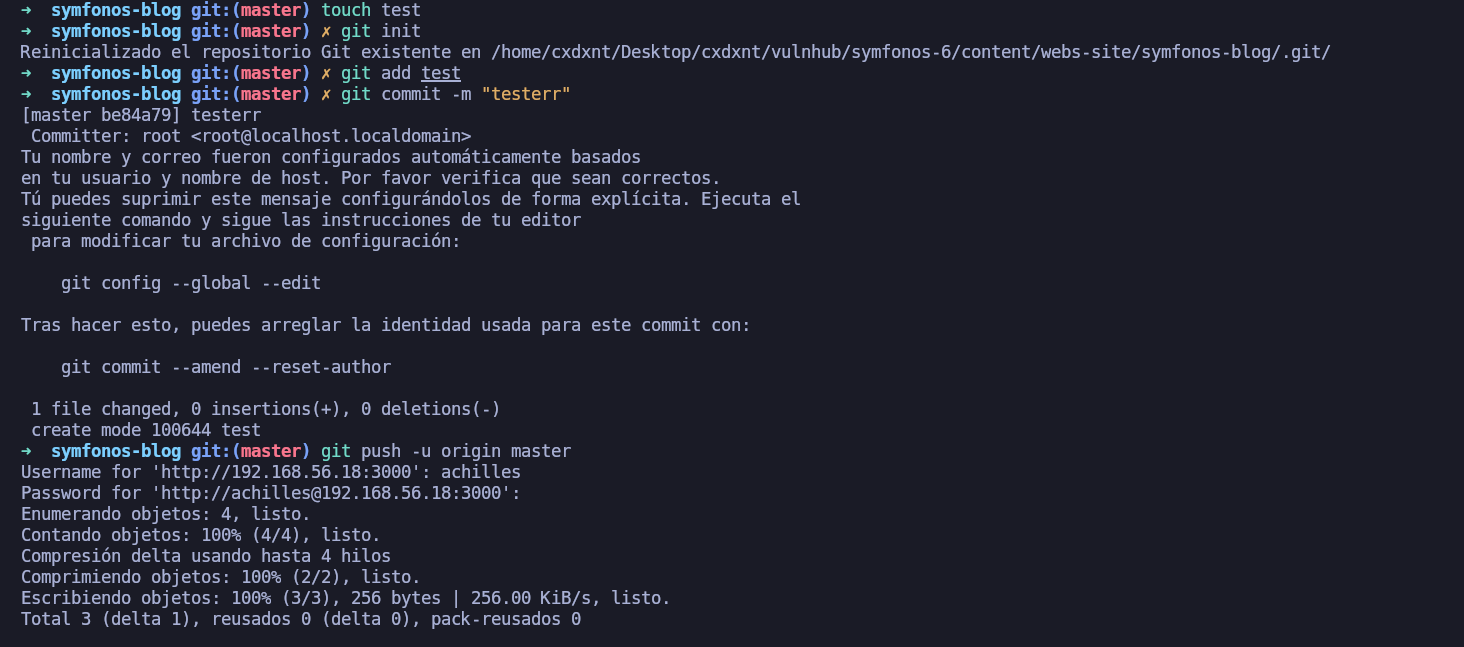 ➜  symfonos-blog git:(master) touch test
➜  symfonos-blog git:(master) ✗ git init
Reinicializado el repositorio Git existente en /home/cxdxnt/Desktop/cxdxnt/vulnhub/symfonos-6/content/webs-site/symfonos-blog/.git/
➜  symfonos-blog git:(master) ✗ git add test
➜  symfonos-blog git:(master) ✗ git commit -m "testerr"
[master be84a79] testerr
 Committer: root <root@localhost.localdomain>
Tu nombre y correo fueron configurados automáticamente basados
en tu usuario y nombre de host. Por favor verifica que sean correctos.
Tú puedes suprimir este mensaje configurándolos de forma explícita. Ejecuta el
siguiente comando y sigue las instrucciones de tu editor
 para modificar tu archivo de configuración:

    git config --global --edit

Tras hacer esto, puedes arreglar la identidad usada para este commit con:

    git commit --amend --reset-author

 1 file changed, 0 insertions(+), 0 deletions(-)
 create mode 100644 test
➜  symfonos-blog git:(master) git push -u origin master
Username for 'http://192.168.56.18:3000': achilles
Password for 'http://achilles@192.168.56.18:3000':
Enumerando objetos: 4, listo.
Contando objetos: 100% (4/4), listo.
Compresión delta usando hasta 4 hilos
Comprimiendo objetos: 100% (2/2), listo.
Escribiendo objetos: 100% (3/3), 256 bytes | 256.00 KiB/s, listo.
Total 3 (delta 1), reusados 0 (delta 0), pack-reusados 0